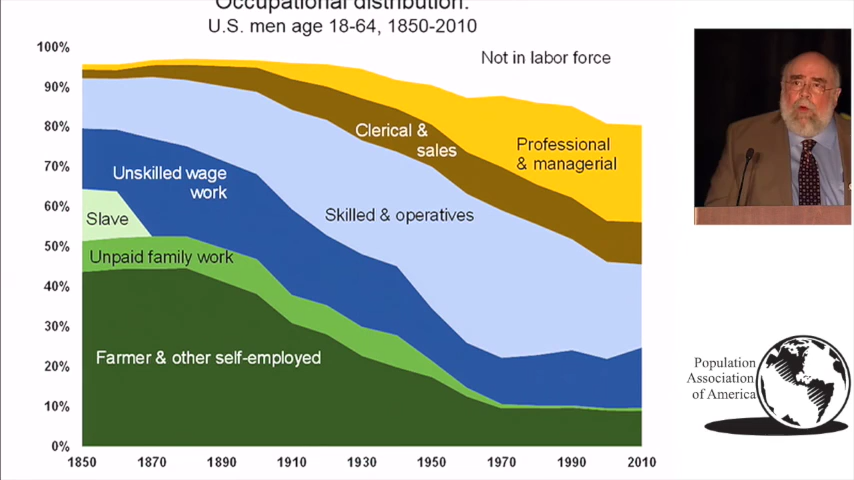 Occupational distribution:
U.S. men age 18-64, 1850-2010
100%
90%
80%
70%
60%
50%
40%
30%
20%
10%
0%
Not in labor force
Clerical &
sales
Professional
& managerial
Unskilled wage
work
Skilled & operatives
Slave
Unpaid family work
Farmer & other self-employed
1850
1870
1890
1910
1930
1950
1970
1990
2010
Population
Association
of America